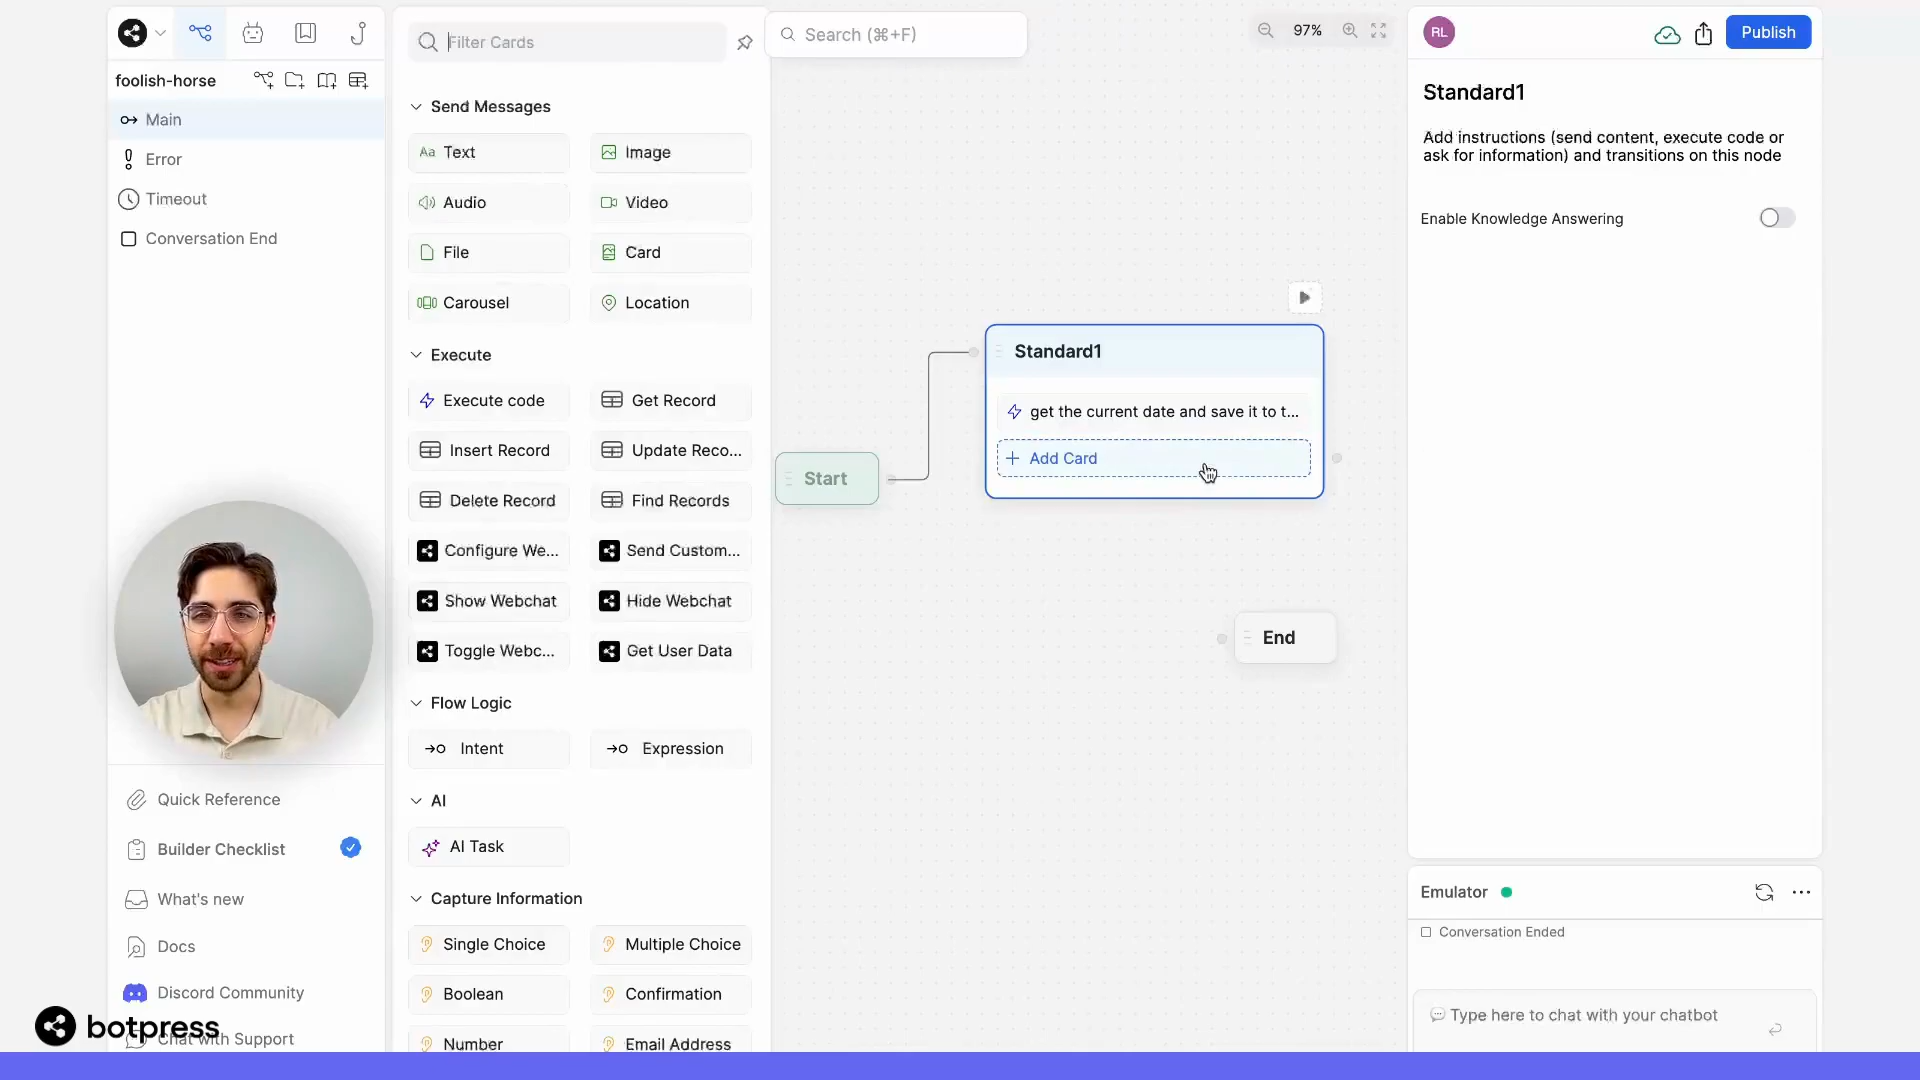 foolish-horse
Main
Error
Timeout
Conversation End
Quick Reference
Builder Checklist
What's new
Docs
Discord Community
Chat with Support
botpress
Filter Cards
Send Messages
Text
Image
Audio
Video
File
Card
Carousel
Location
Execute
Execute code
Get Record
Insert Record
Update Reco...
Delete Record
Find Records
Configure We...
Send Custom...
Show Webchat
Hide Webchat
Toggle Webc...
Get User Data
Flow Logic
Intent
Expression
AI
AI Task
Capture Information
Single Choice
Multiple Choice
Boolean
Confirmation
Number
Email Address
Search (⌘+F)
97%
Start
Standard1
get the current date and save it to t...
+ Add Card
End
RL
Publish
Standard1
Add instructions (send content, execute code or
ask for information) and transitions on this node
Enable Knowledge Answering
Emulator
Conversation Ended
Type here to chat with your chatbot